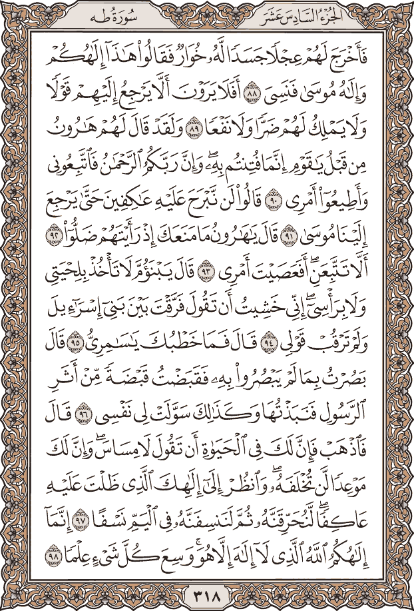 الجزء السادس عشر
سورة طه
فَأَخْرَجَ لَهُمْ عِجْلًا جَسَدًا لَّهُۥ خُوَارٌ فَقَالُوا۟ هَٰذَآ إِلَٰهُكُمْ
وَإِلَٰهُ مُوسَىٰ فَنَسِىَ ٨٨ أَفَلَا يَرَوْنَ أَلَّا يَرْجِعُ إِلَيْهِمْ قَوْلًا
وَلَا يَمْلِكُ لَهُمْ ضَرًّا وَلَا نَفْعًا ٨٩ وَلَقَدْ قَالَ لَهُمْ هَٰرُونُ
مِن قَبْلُ يَٰقَوْمِ إِنَّمَا فُتِنتُم بِهِۦ وَإِنَّ رَبَّكُمُ ٱلرَّحْمَٰنُ فَٱتَّبِعُونِى
وَأَطِيعُوٓا۟ أَمْرِى ٩٠ قَالُوا۟ لَن نَّبْرَحَ عَلَيْهِ عَٰكِفِينَ حَتَّىٰ يَرْجِعَ
إِلَيْنَا مُوسَىٰ ٩١ قَالَ يَٰهَٰرُونُ مَا مَنَعَكَ إِذْ رَأَيْتَهُمْ ضَلُّوٓا۟ ٩٢
أَلَّا تَتَّبِعَنِ أَفَعَصَيْتَ أَمْرِى ٩٣ قَالَ يَبْنَؤُمَّ لَا تَأْخُذْ بِلِحْيَتِى
وَلَا بِرَأْسِىٓ إِنِّى خَشِيتُ أَن تَقُولَ فَرَّقْتَ بَيْنَ بَنِىٓ إِسْرَٰٓءِيلَ
وَلَمْ تَرْقُبْ قَوْلِى ٩٤ قَالَ فَمَا خَطْبُكَ يَٰسَٰمِرِىُّ ٩٥ قَالَ
بَصُرْتُ بِمَا لَمْ يَبْصُرُوا۟ بِهِۦ فَقَبَضْتُ قَبْضَةً مِّنْ أَثَرِ
ٱلرَّسُولِ فَنَبَذْتُهَا وَكَذَٰلِكَ سَوَّلَتْ لِى نَفْسِى ٩٦ قَالَ
فَٱذْهَبْ فَإِنَّ لَكَ فِى ٱلْحَيَوٰةِ أَن تَقُولَ لَا مِسَاسَ وَإِنَّ لَكَ
مَوْعِدًا لَّن تُخْلَفَهُۥ وَٱنظُرْ إِلَىٰٓ إِلَٰهِكَ ٱلَّذِى ظَلْتَ عَلَيْهِ
عَاكِفًا لَّنُحَرِّقَنَّهُۥ ثُمَّ لَنَنسِفَنَّهُۥ فِى ٱلْيَمِّ نَسْفًا ٩٧ إِنَّمَآ
إِلَٰهُكُمُ ٱللَّهُ ٱلَّذِى لَآ إِلَٰهَ إِلَّا هُوَ وَسِعَ كُلَّ شَىْءٍ عِلْمًا ٩٨
٣١٨